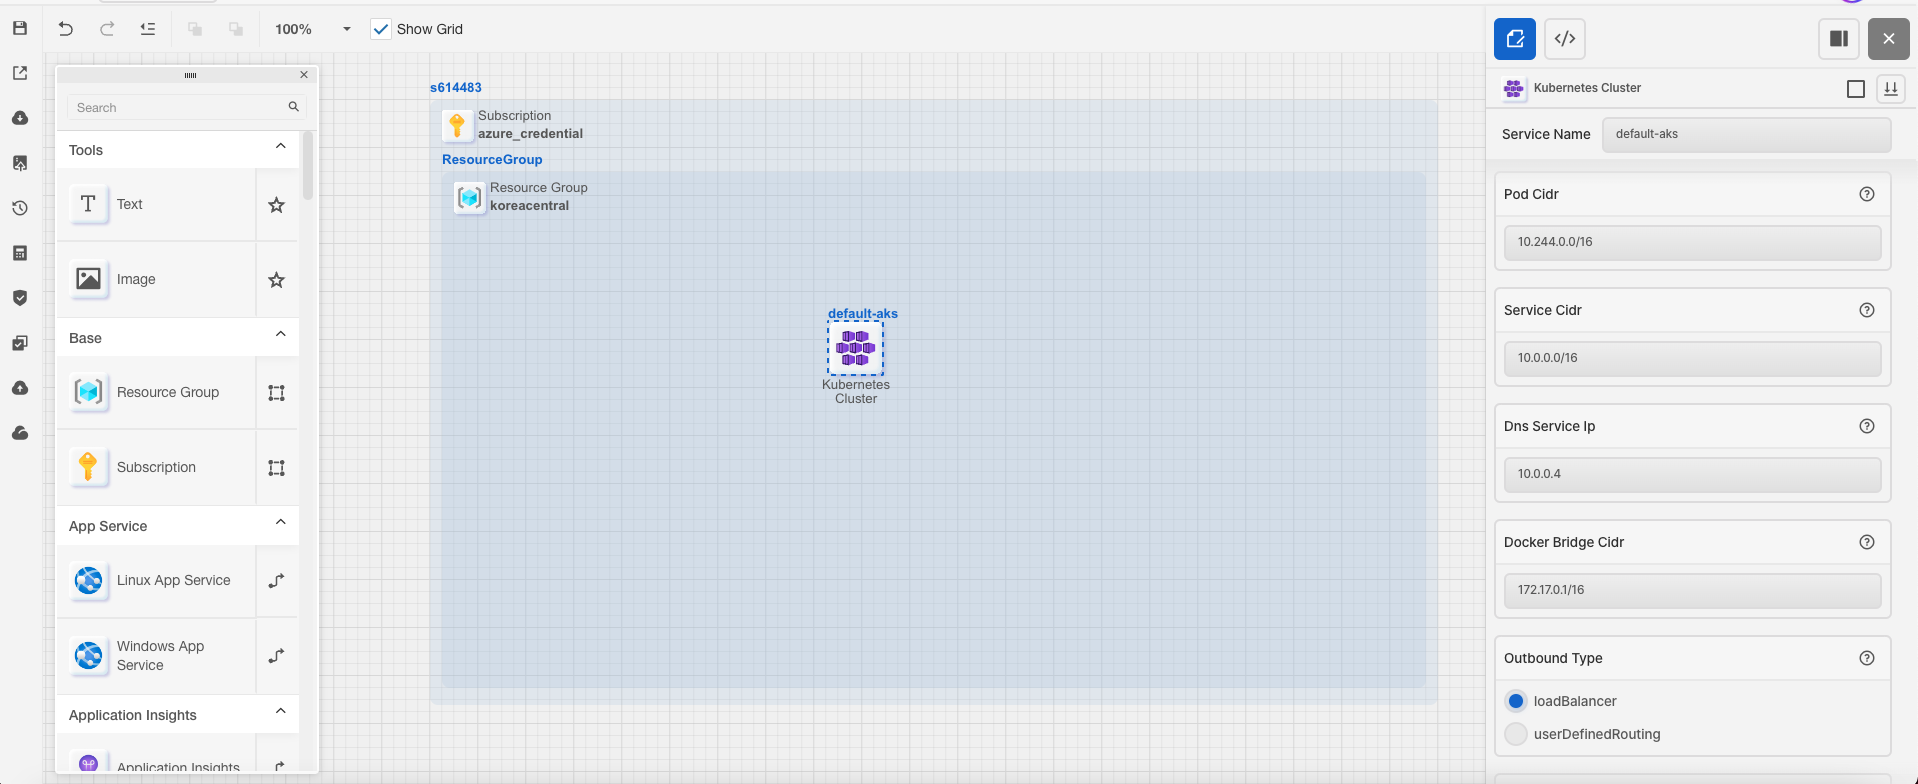 100%
Show Grid
Search
Tools
Text
Image
Base
Resource Group
Subscription
App Service
Linux App Service
Windows App
Service
Application Insights
Application Insights
s614483
Subscription
azure_credential
ResourceGroup
Resource Group
koreacentral
default-aks
Kubernetes
Cluster
Kubernetes Cluster
Service Name
default-aks
Pod Cidr
10.244.0.0/16
Service Cidr
10.0.0.0/16
Dns Service Ip
10.0.0.4
Docker Bridge Cidr
172.17.0.1/16
Outbound Type
loadBalancer
userDefinedRouting